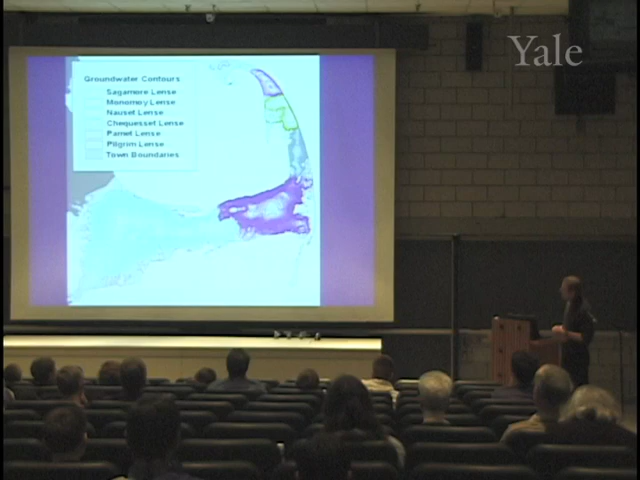 Yale
Groundwater Contours
Sagamore Lense
Monomoy Lense
Nauset Lense
Chequesset Lense
Pamet Lense
Pilgrim Lense
Town Boundaries